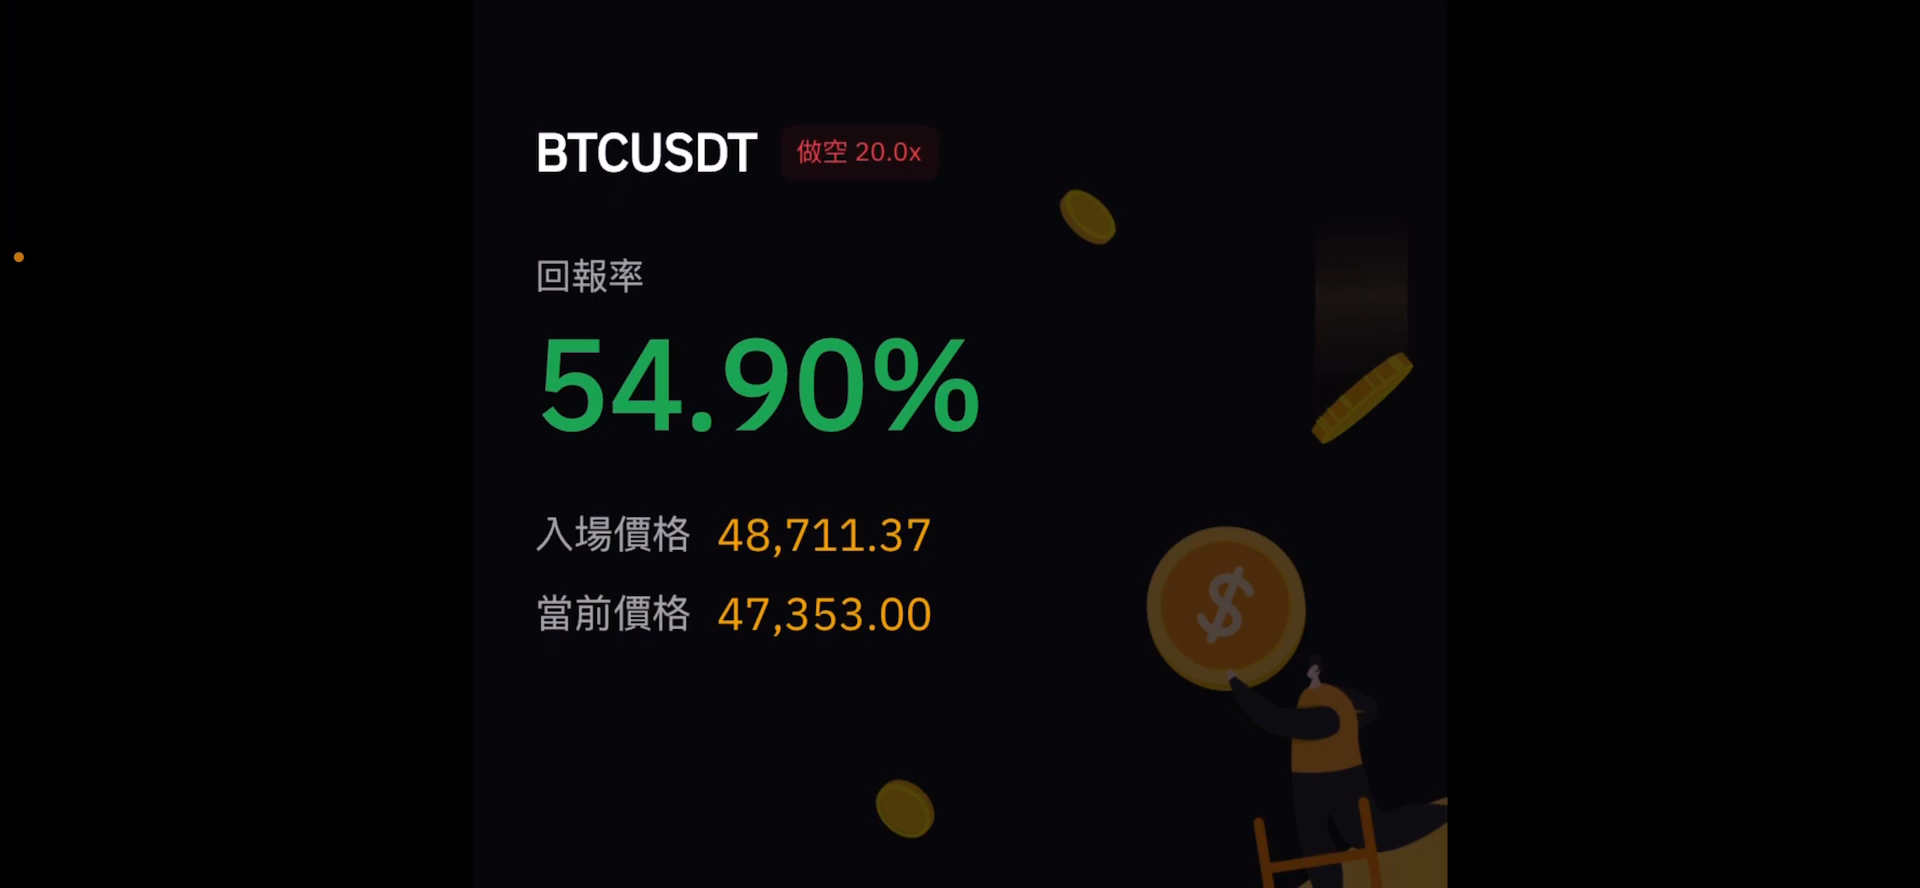 BTCUSDT 做空 20.0x
回報率
54.90%
入場價格 48,711.37
當前價格 47,353.00
$